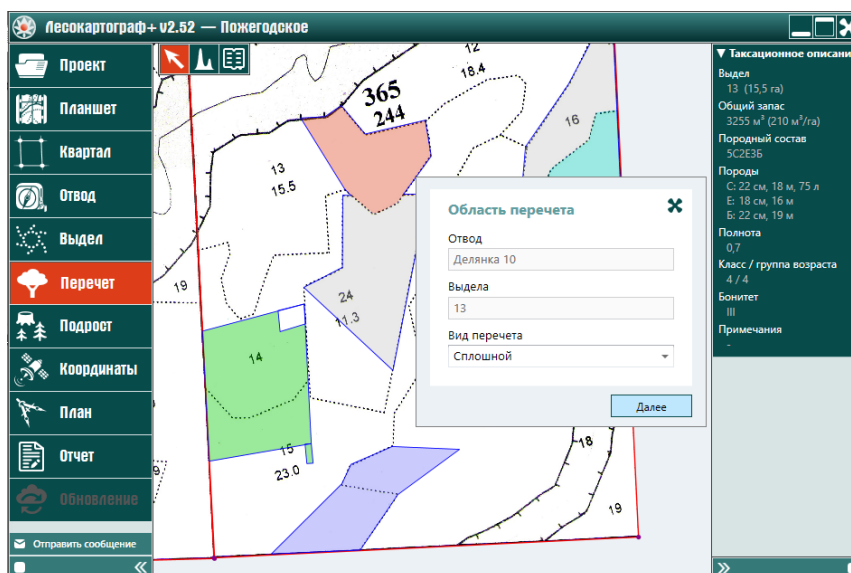 Лесокартограф+ v2.52 — Пожегодское
Проект
Планшет
Квартал
Отвод
Выдел
Перечет
Подрост
Координаты
План
Отчет
Обновление
Отправить сообщение
12
18.4
365
244
16
13
15.5
19
24
11.3
14
15
23.0
9
18
19
Область перечета
Отвод
Делянка 10
Выдела
13
Вид перечета
Сплошной
Далее
Таксационное описани
Выдел
13 (15,5 га)
Общий запас
3255 м³ (210 м³/га)
Породный состав
5С2Е3Б
Породы
С: 22 см, 18 м, 75 л
Е: 18 см, 16 м
Б: 22 см, 19 м
Полнота
0,7
Класс / группа возраста
4 / 4
Бонитет
III
Примечания
-